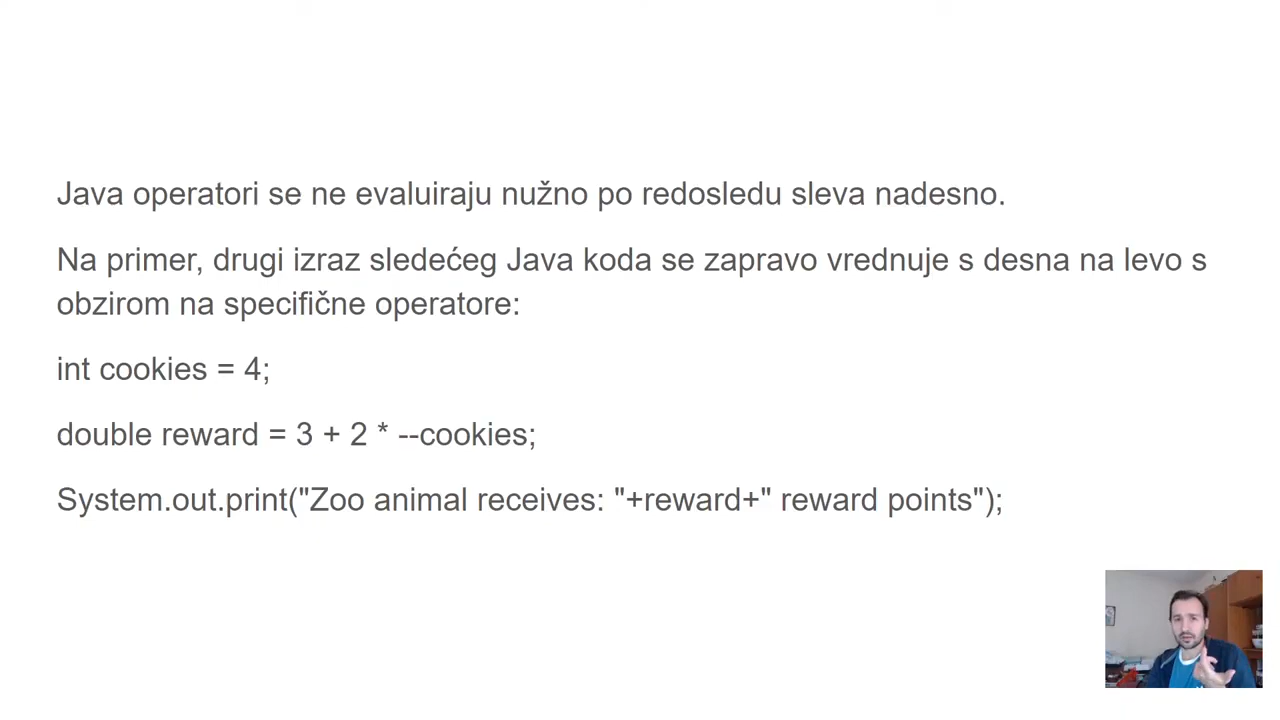 Java operatori se ne evaluiraju nužno po redosledu sleva nadesno.
Na primer, drugi izraz sledećeg Java koda se zapravo vrednuje s desna na levo s
obzirom na specifične operatore:
int cookies = 4;
double reward = 3 + 2 * --cookies;
System.out.print("Zoo animal receives: "+reward+" reward points");